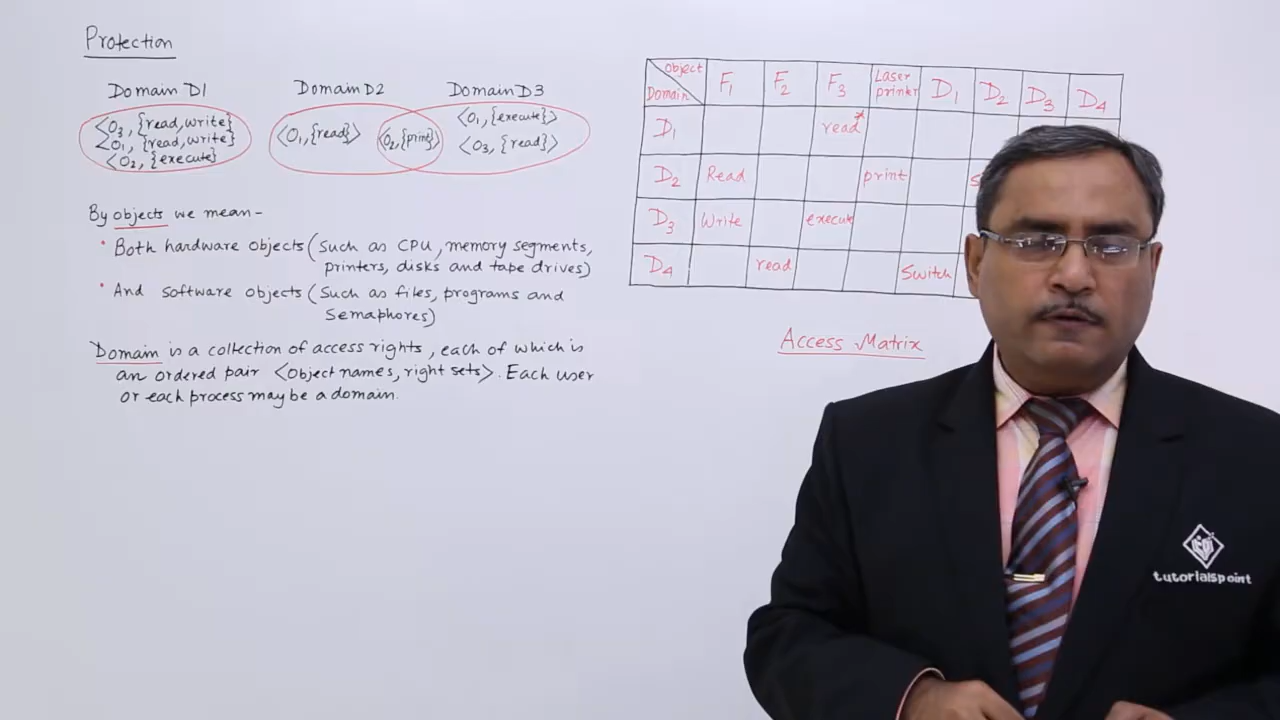 Protection
Domain D1 Domain D2 Domain D3
<O3, {read, write}
<O1, {read, write}
<O2, {execute}
<O1, {read}>
<O2, {print}>
<O1, {execute}>
<O3, {read}>
By objects we mean-
• Both hardware objects (such as CPU, memory segments,
printers, disks and tape drives)
• And software objects (such as files, programs and
Semaphores)
Domain is a collection of access rights, each of which is
an ordered pair <object names, right sets>. Each user
or each process may be a domain.
Object
Domain
F1 F2 F3 Laser printer D1 D2 D3 D4
D1 read*
D2 Read print
D3 Write execute
D4 read Switch
Access Matrix
tutorialspoint